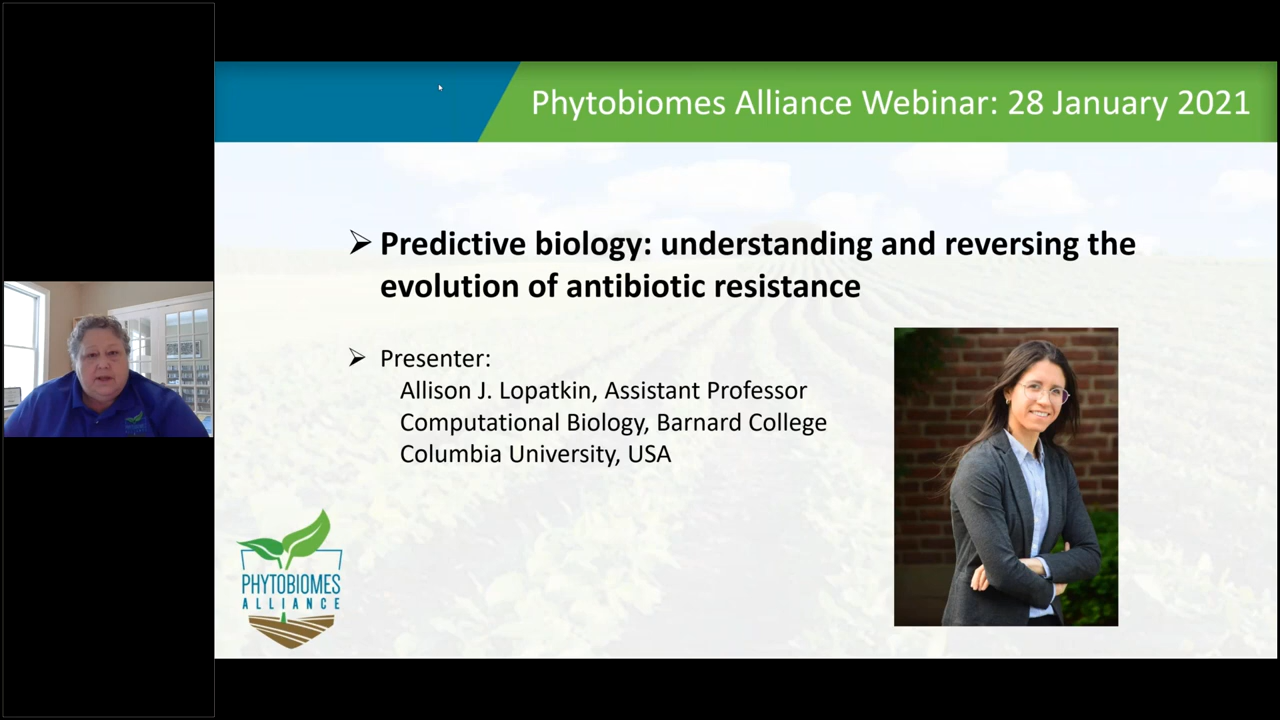 Phytobiomes Alliance Webinar: 28 January 2021
➢ Predictive biology: understanding and reversing the
evolution of antibiotic resistance
➢ Presenter:
Allison J. Lopatkin, Assistant Professor
Computational Biology, Barnard College
Columbia University, USA
PHYTOBIOMES
ALLIANCE